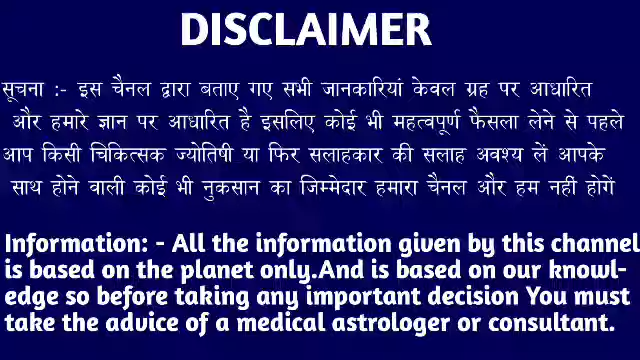 DISCLAIMER
सूचना :- इस चैनल द्वारा बताए गए सभी जानकारियां केवल ग्रह पर आधारित
और हमारे ज्ञान पर आधारित है इसलिए कोई भी महत्वपूर्ण फैसला लेने से पहले
आप किसी चिकित्सक ज्योतिषी या फिर सलाहकार की सलाह अवश्य लें आपके
साथ होने वाली कोई भी नुकसान का जिम्मेदार हमारा चैनल और हम नहीं होगें
Information: - All the information given by this channel
is based on the planet only.And is based on our knowl-
edge so before taking any important decision You must
take the advice of a medical astrologer or consultant.